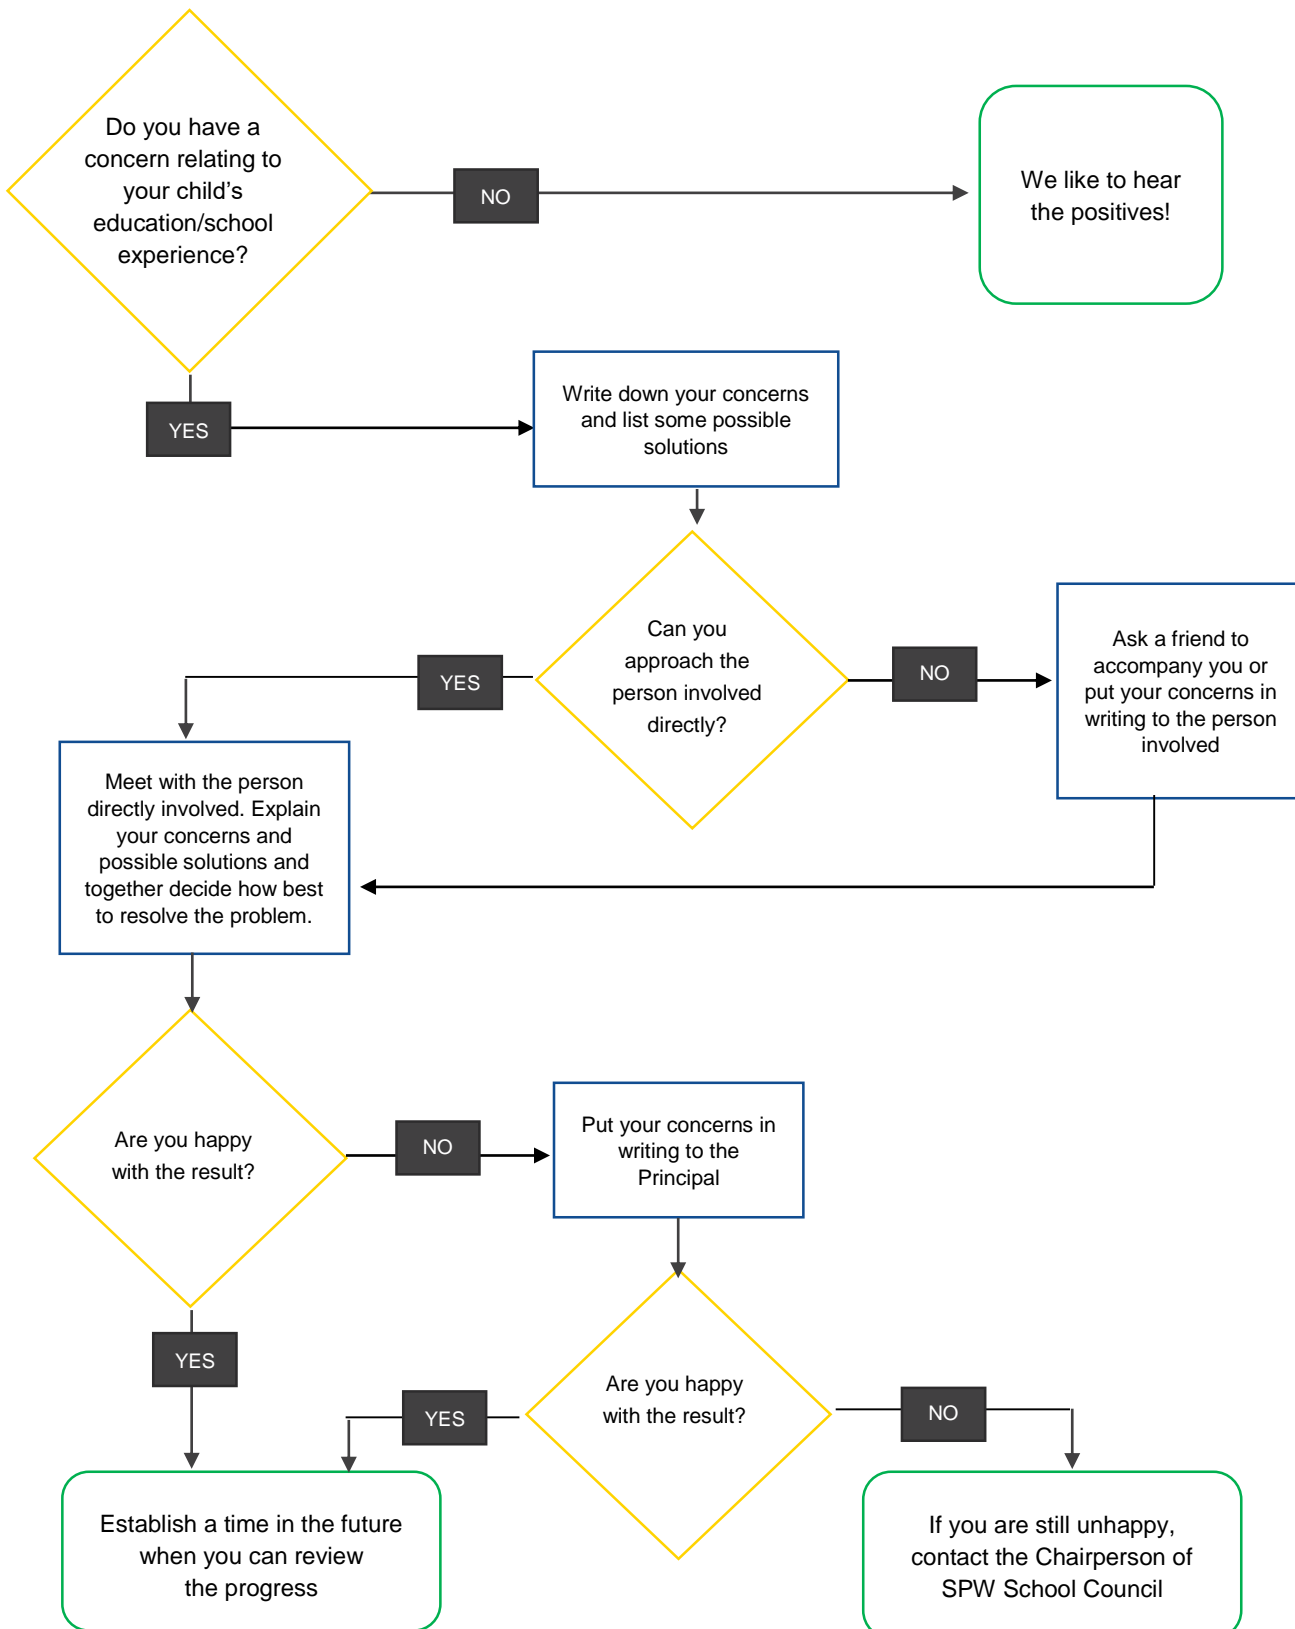 Do you have a
concern relating to
your child's
education/school
experience?
NO
We like to hear
the positives!
YES
Write down your concerns
and list some possible
solutions
Can you
approach the
person involved
directly?
YES
NO
Ask a friend to
accompany you or
put your concerns in
writing to the person
involved
Meet with the person
directly involved. Explain
your concerns and
possible solutions and
together decide how best
to resolve the problem.
Are you happy
with the result?
NO
Put your concerns in
writing to the
Principal
YES
Are you happy
with the result?
YES
NO
Establish a time in the future
when you can review
the progress
If you are still unhappy,
contact the Chairperson of
SPW School Council